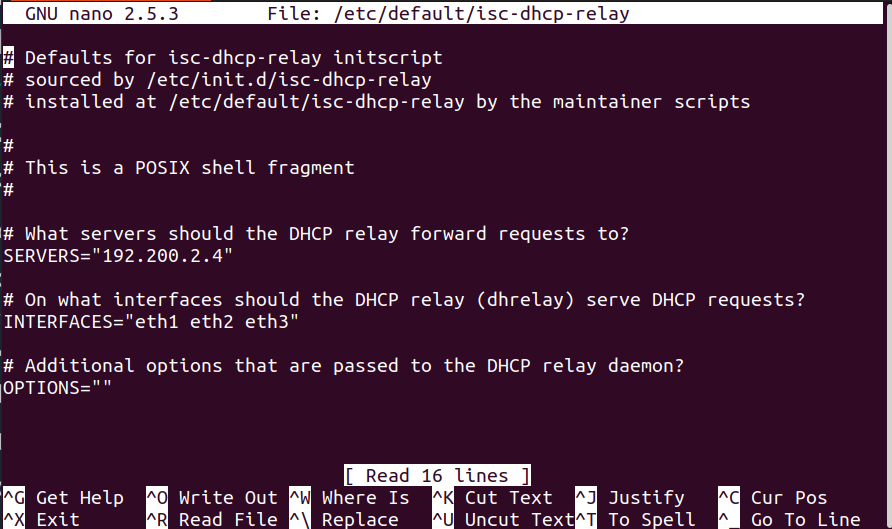 GNU nano 2.5.3 File: /etc/default/isc-dhcp-relay
# Defaults for isc-dhcp-relay initscript
# sourced by /etc/init.d/isc-dhcp-relay
# installed at /etc/default/isc-dhcp-relay by the maintainer scripts
#
# This is a POSIX shell fragment
#
# What servers should the DHCP relay forward requests to?
SERVERS="192.200.2.4"
# On what interfaces should the DHCP relay (dhrelay) serve DHCP requests?
INTERFACES="eth1 eth2 eth3"
# Additional options that are passed to the DHCP relay daemon?
OPTIONS=""
[ Read 16 lines ]
^G Get Help ^O Write Out ^W Where Is ^K Cut Text ^J Justify ^C Cur Pos
^X Exit ^R Read File ^\ Replace ^U Uncut Text ^T To Spell ^_ Go To Line